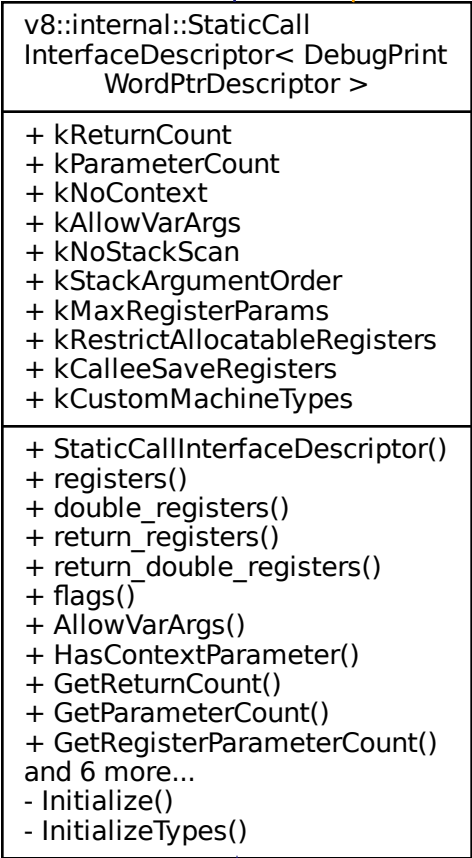 v8::internal::StaticCall
InterfaceDescriptor< DebugPrint
WordPtrDescriptor >
+ kReturnCount
+ kParameterCount
+ kNoContext
+ kAllowVarArgs
+ kNoStackScan
+ kStackArgumentOrder
+ kMaxRegisterParams
+ kRestrictAllocatableRegisters
+ kCalleeSaveRegisters
+ kCustomMachineTypes
+ StaticCallInterfaceDescriptor()
+ registers()
+ double_registers()
+ return_registers()
+ return_double_registers()
+ flags()
+ AllowVarArgs()
+ HasContextParameter()
+ GetReturnCount()
+ GetParameterCount()
+ GetRegisterParameterCount()
and 6 more...
- Initialize()
- InitializeTypes()